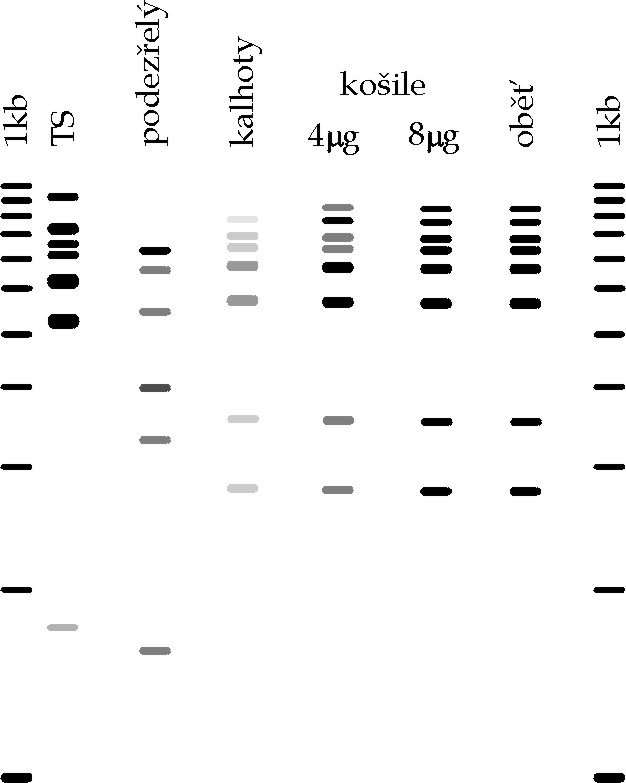 1kb
TS
podezřelý
kalhoty
košile
4µg
8µg
oběť
1kb